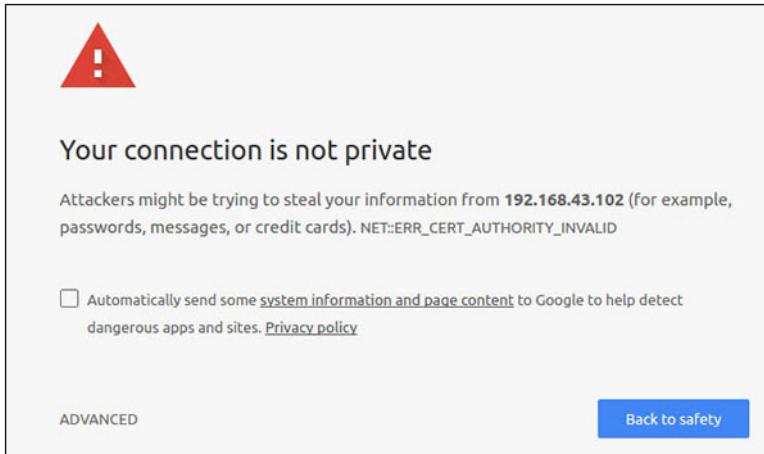 Your connection is not private
Attackers might be trying to steal your information from 192.168.43.102 (for example,
passwords, messages, or credit cards). NET::ERR_CERT_AUTHORITY_INVALID
Automatically send some system information and page content to Google to help detect
dangerous apps and sites. Privacy policy
ADVANCED
Back to safety